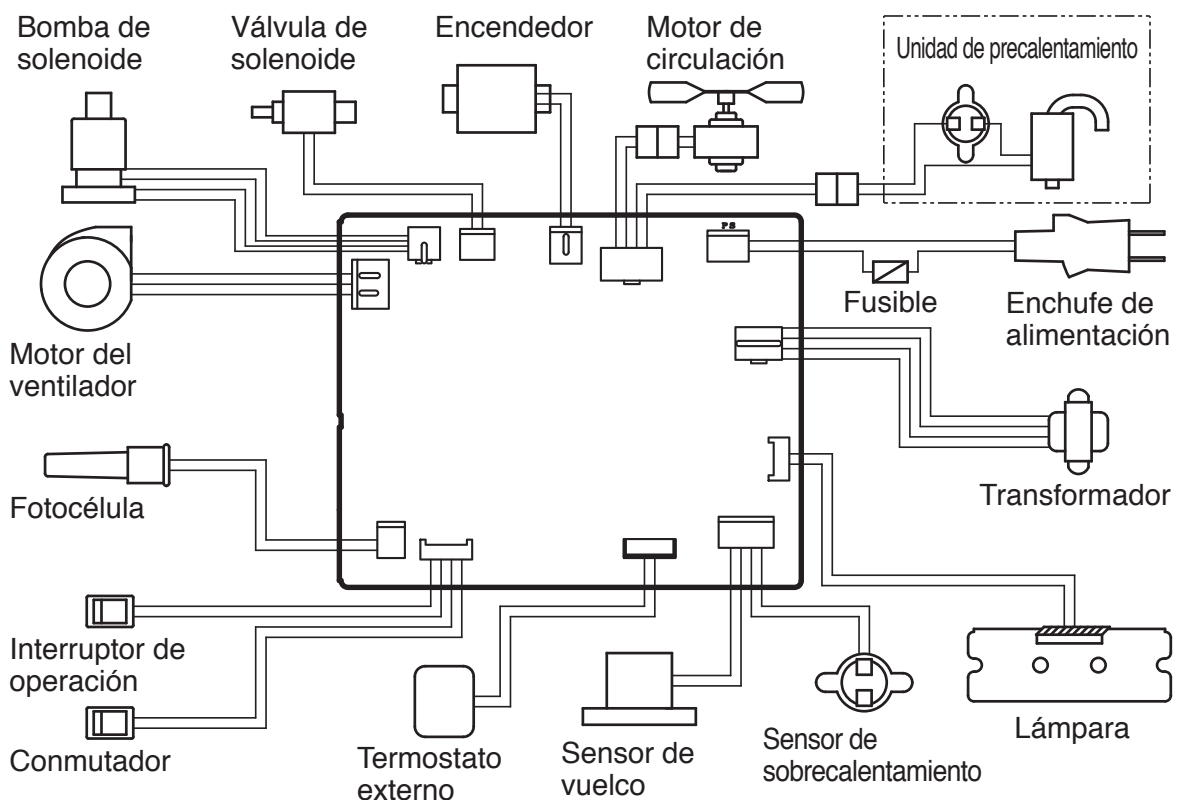 Bomba de
solenoide
Válvula de
solenoide
Encendedor
Motor de
circulación
Unidad de precalentamiento
PS
Fusible
Enchufe de
alimentación
Motor del
ventilador
Fotocélula
Transformador
Interruptor de
operación
Conmutador
Termostato
externo
Sensor de
vuelco
Sensor de
sobrecalentamiento
Lámpara